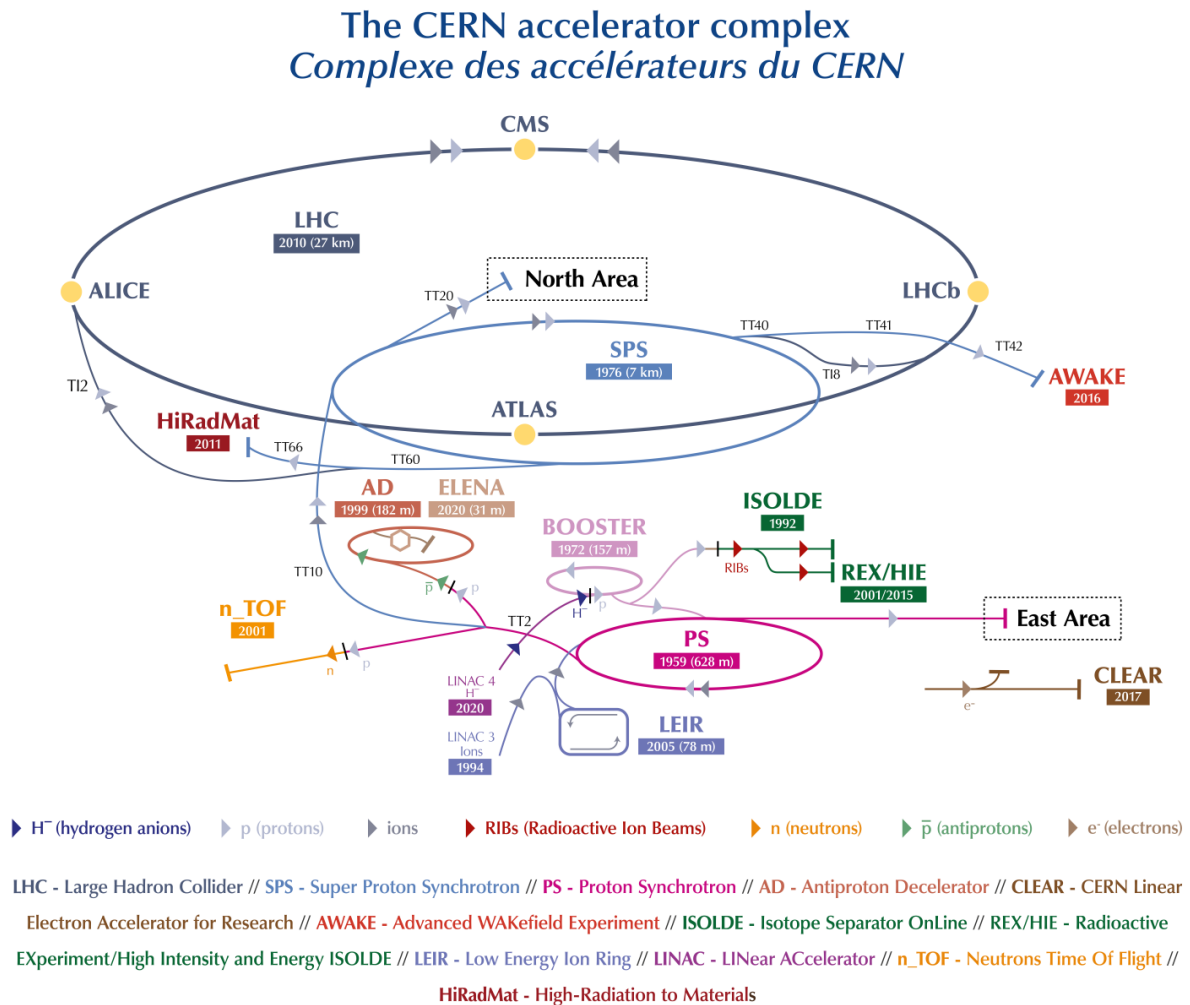 The CERN accelerator complex
Complexe des accélérateurs du CERN
CMS
LHC
2010 (27 km)
North Area
TT20
ALICE
LHCb
TT40
TT41
SPS
1976 (7 km)
TT42
TI8
AWAKE
2016
TI2
ATLAS
HiRadMat
2011
TT66
TT60
AD
1999 (182 m)
ELENA
2020 (31 m)
ISOLDE
1992
BOOSTER
1972 (157 m)
RIBs
REX/HIE
2001/2015
TT10
p̅
p
H⁻
p
n_TOF
2001
TT2
East Area
PS
1959 (628 m)
n
p
LINAC 4
H⁻
2020
CLEAR
2017
e⁻
LINAC 3
Ions
1994
LEIR
2005 (78 m)
H⁻ (hydrogen anions)
p (protons)
ions
RIBs (Radioactive Ion Beams)
n (neutrons)
p̅ (antiprotons)
e⁻ (electrons)
LHC - Large Hadron Collider // SPS - Super Proton Synchrotron // PS - Proton Synchrotron // AD - Antiproton Decelerator // CLEAR - CERN Linear
Electron Accelerator for Research // AWAKE - Advanced WAKefield Experiment // ISOLDE - Isotope Separator OnLine // REX/HIE - Radioactive
EXperiment/High Intensity and Energy ISOLDE // LEIR - Low Energy Ion Ring // LINAC - LINear ACcelerator // n_TOF - Neutrons Time Of Flight //
HiRadMat - High-Radiation to Materials